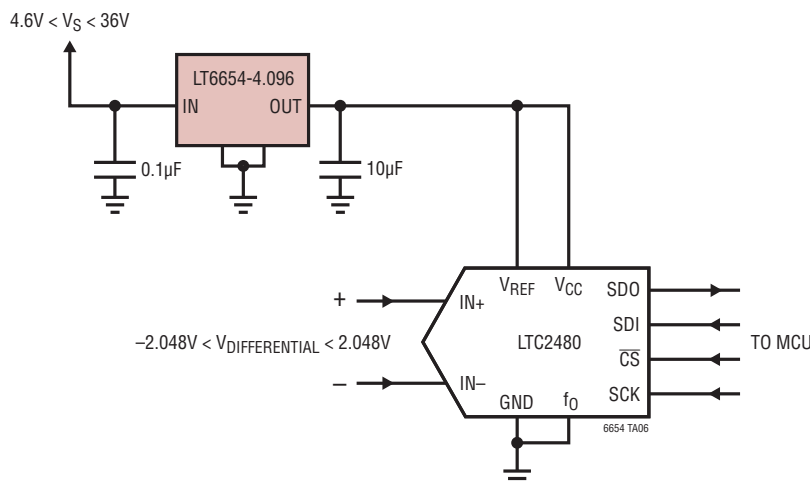 4.6V < VS < 36V
LT6654-4.096
IN OUT
0.1µF
10µF
VREF VCC SDO
+
IN+
SDI
–2.048V < VDIFFERENTIAL < 2.048V
LTC2480
TO MCU
CS
–
IN–
SCK
GND fO
6654 TA06